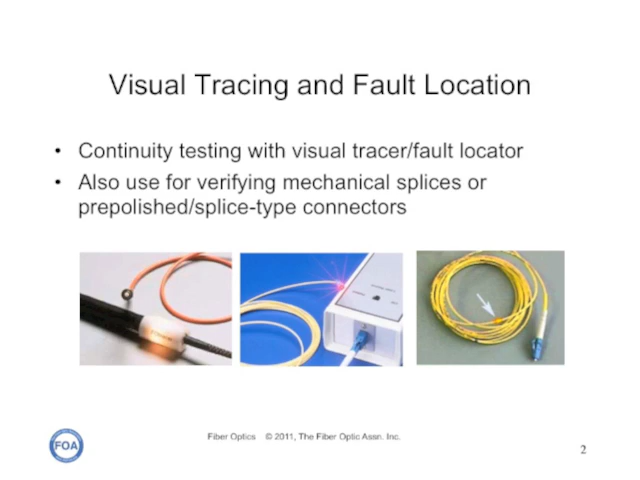 Visual Tracing and Fault Location
• Continuity testing with visual tracer/fault locator
• Also use for verifying mechanical splices or
prepolished/splice-type connectors
FOA
Fiber Optics © 2011, The Fiber Optic Assn. Inc.
2